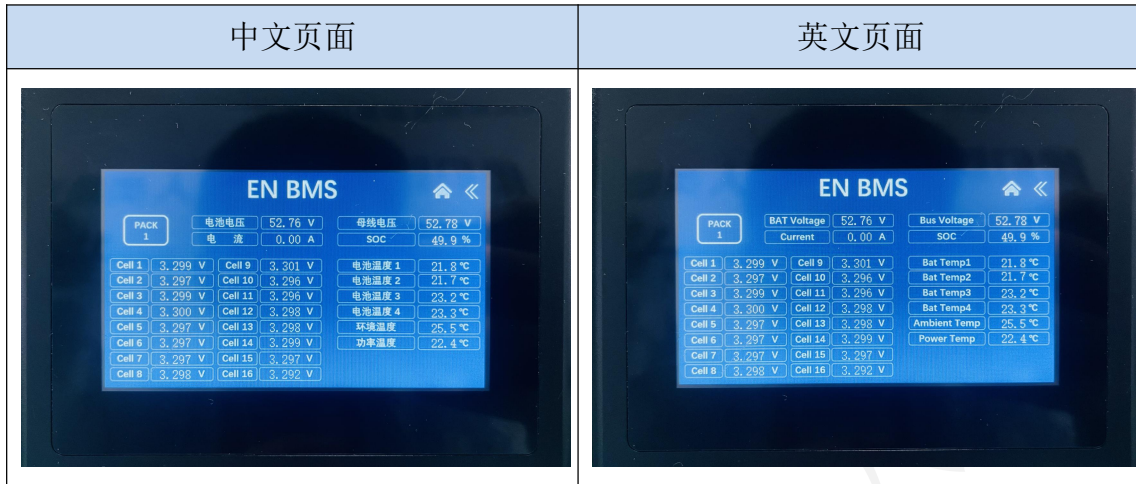 中文页面
英文页面
EN BMS
PACK 1
电池电压 52.76 V 母线电压 52.78 V
电 流 0.00 A SOC 49.9 %
Cell 1 3.299 V Cell 9 3.301 V 电池温度 1 21.8 ℃
Cell 2 3.297 V Cell 10 3.296 V 电池温度 2 21.7 ℃
Cell 3 3.299 V Cell 11 3.296 V 电池温度 3 23.2 ℃
Cell 4 3.300 V Cell 12 3.298 V 电池温度 4 23.3 ℃
Cell 5 3.297 V Cell 13 3.298 V 环境温度 25.5 ℃
Cell 6 3.297 V Cell 14 3.299 V 功率温度 22.4 ℃
Cell 7 3.297 V Cell 15 3.297 V
Cell 8 3.298 V Cell 16 3.292 V
EN BMS
PACK 1
BAT Voltage 52.76 V Bus Voltage 52.78 V
Current 0.00 A SOC 49.9 %
Cell 1 3.299 V Cell 9 3.301 V Bat Temp1 21.8 ℃
Cell 2 3.297 V Cell 10 3.296 V Bat Temp2 21.7 ℃
Cell 3 3.299 V Cell 11 3.296 V Bat Temp3 23.2 ℃
Cell 4 3.300 V Cell 12 3.298 V Bat Temp4 23.3 ℃
Cell 5 3.297 V Cell 13 3.298 V Ambient Temp 25.5 ℃
Cell 6 3.297 V Cell 14 3.299 V Power Temp 22.4 ℃
Cell 7 3.297 V Cell 15 3.297 V
Cell 8 3.298 V Cell 16 3.292 V